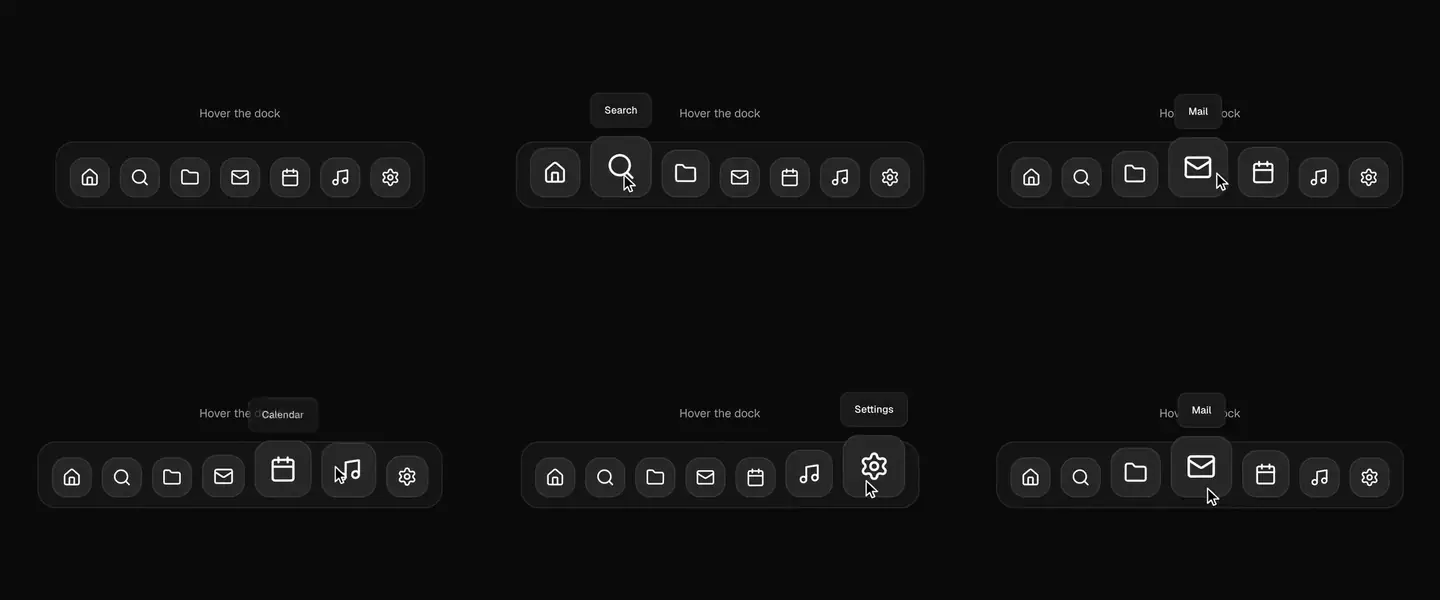 Hover the dock
Search
Hover the dock
Mail
Ho ock
Hover the d
Calendar
Hover the dock
Settings
Mail
Hov ock